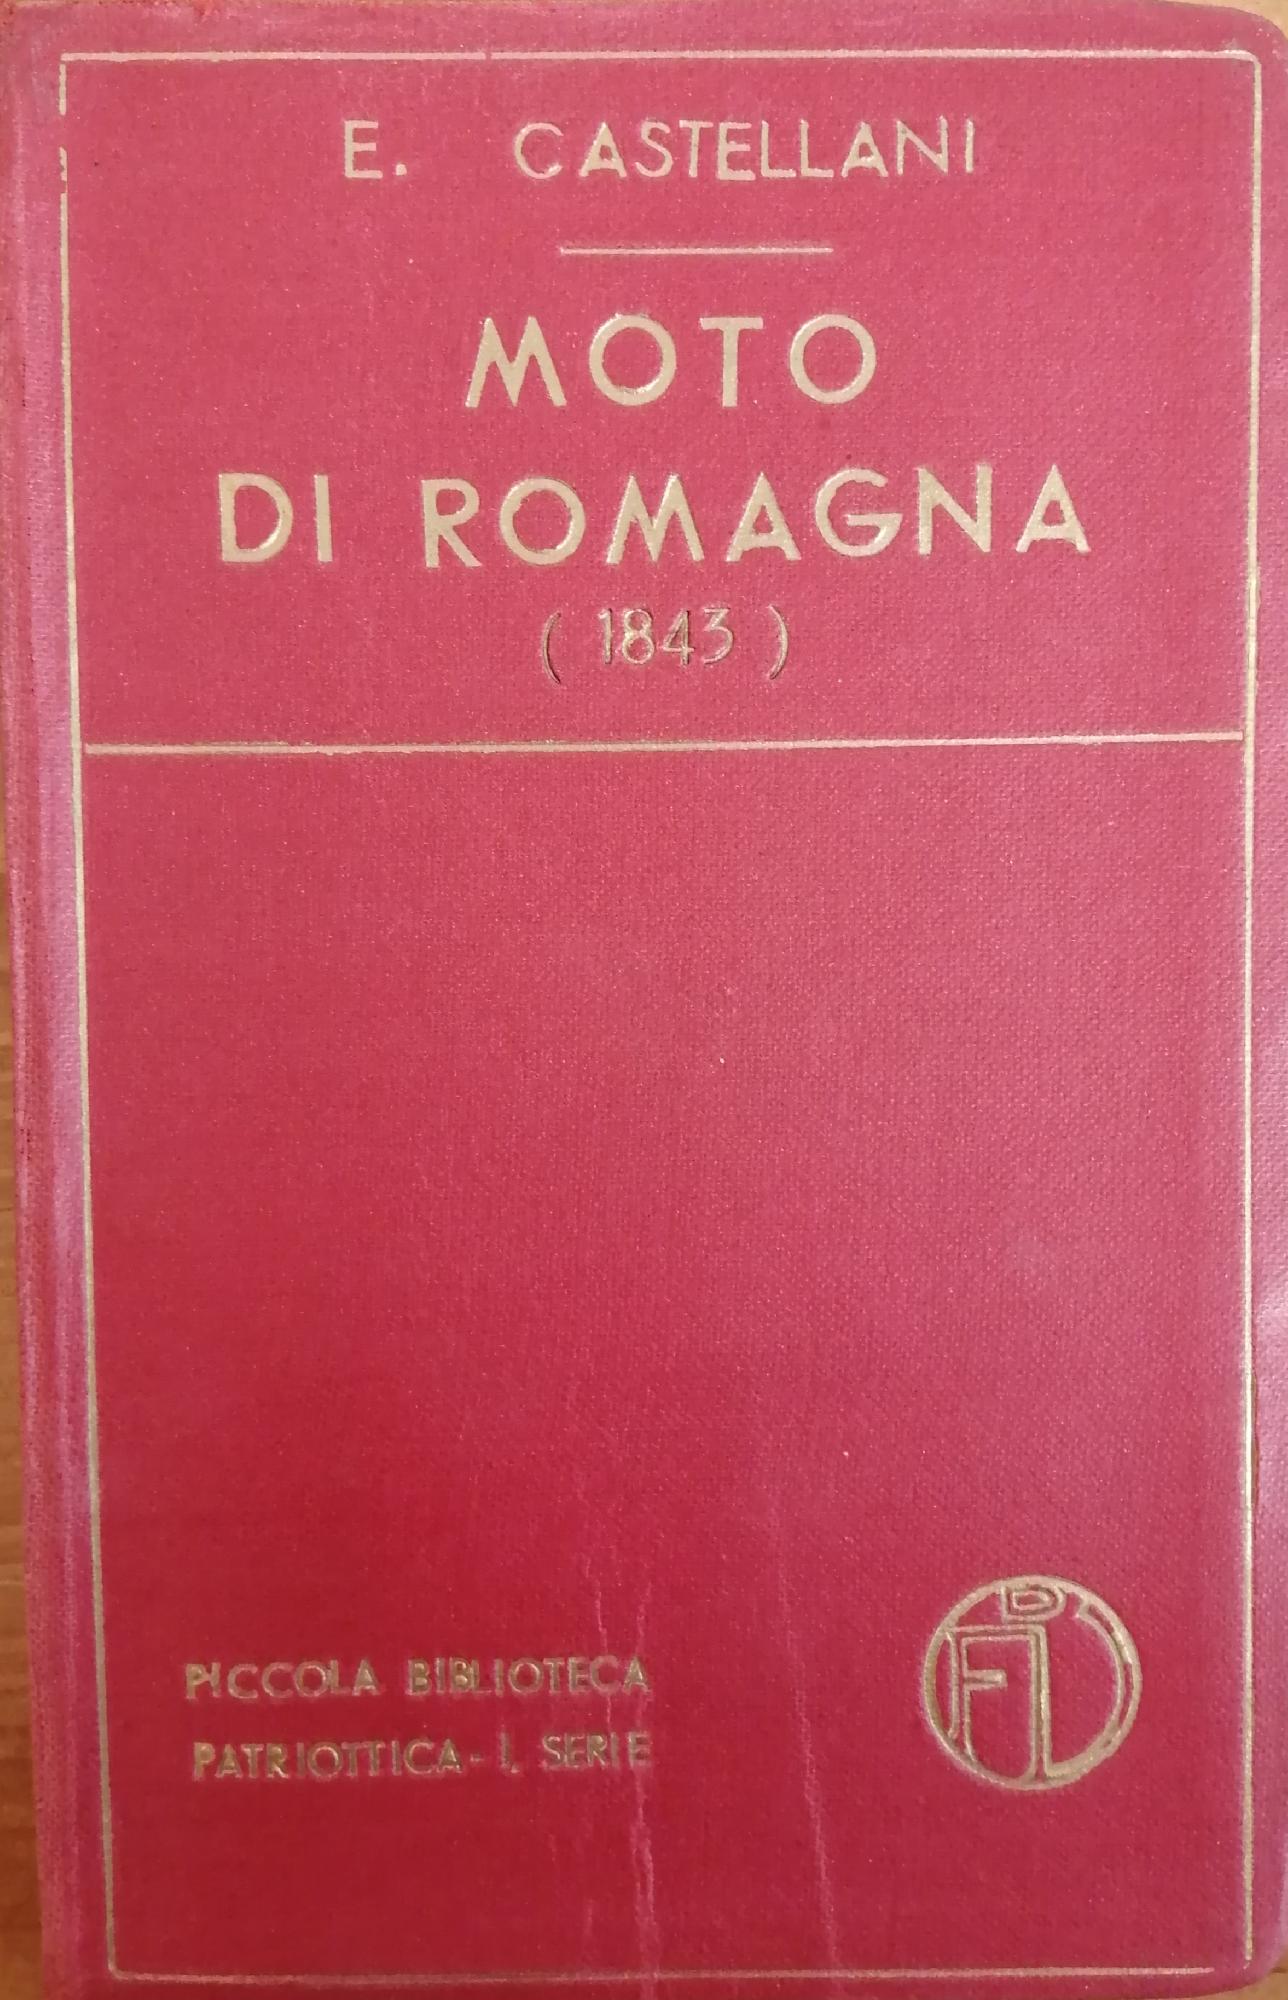 E. CASTELLANI
MOTO
DI ROMAGNA
( 1843 )
PICCOLA BIBLIOTECA
PATRIOTTICA - I. SERIE